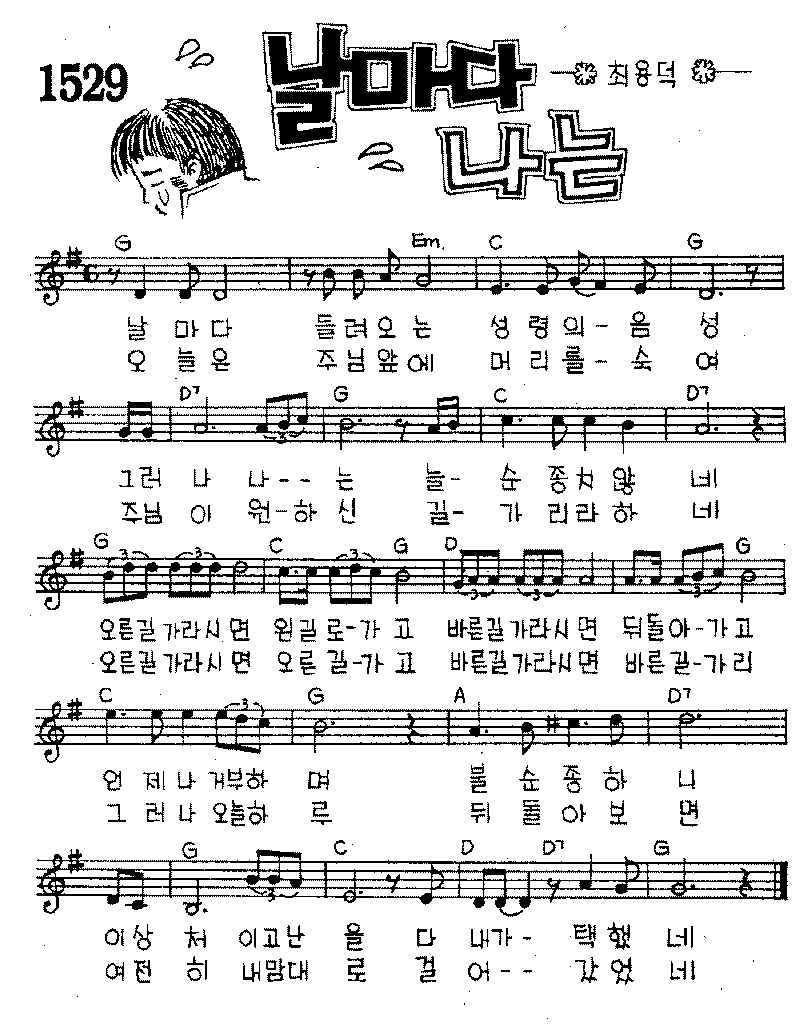 1529
날마다
나는
최용덕
G Em. C G
날 마 다 들려오 는 성 령 의 - 음 성
오 늘 은 주님앞에 머 리 를 - 숙 여
D7 G C D7
그러 나 나 - - - 는 늘 - 순 종 치 않 네
주님 이 원 - 하 신 길 - 가 리 라 하 네
G C G D G
오른길 가라시 면 왼길 로 - 가 고 바른길 가라시 면 뒤돌아 - 가 고
오른길 가라시 면 오른 길 - 가 고 바른길 가라시 면 바른 길 - 가 리
C G A D7
언 제 나 거부하 며 불 순 종 하 니
그 러 나 오늘하 루 뒤 돌 아 보 면
G C D D7 G
이상 처 이고난 을 다 내가 - 택 했 네
여전 히 내맘대 로 걸 어 - - 갔 었 네